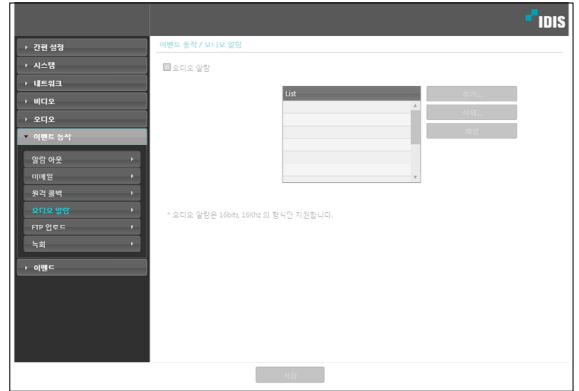 IDIS
간편 설정
시스템
네트워크
비디오
오디오
이벤트 동작
알람 아웃
이메일
원격 콜백
오디오 알람
FTP 업로드
녹화
이벤트
이벤트 동작 / 오디오 알람
오디오 알람
List
추가...
삭제...
재생
* 오디오 알람은 16bits, 16Khz 의 형식만 지원합니다.
저장